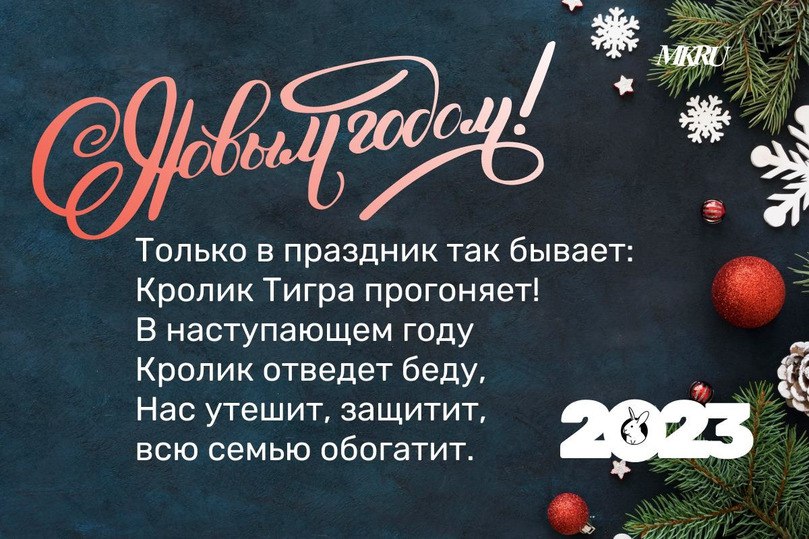 MKRU
С Новым годом!
Только в праздник так бывает:
Кролик Тигра прогоняет!
В наступающем году
Кролик отведет беду,
Нас утешит, защитит,
всю семью обогатит.
2023